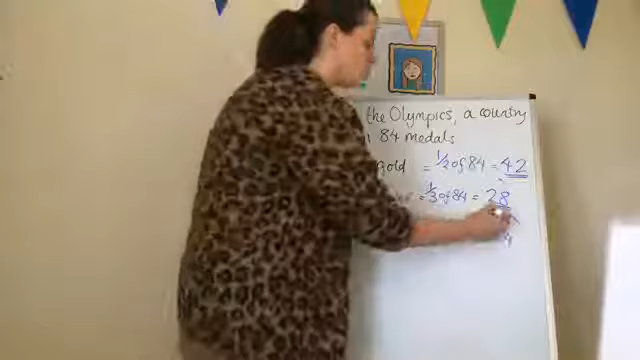 the Olympics, a country
84 medals
gold = 1/2 of 84 = 42
= 1/3 of 84 = 28